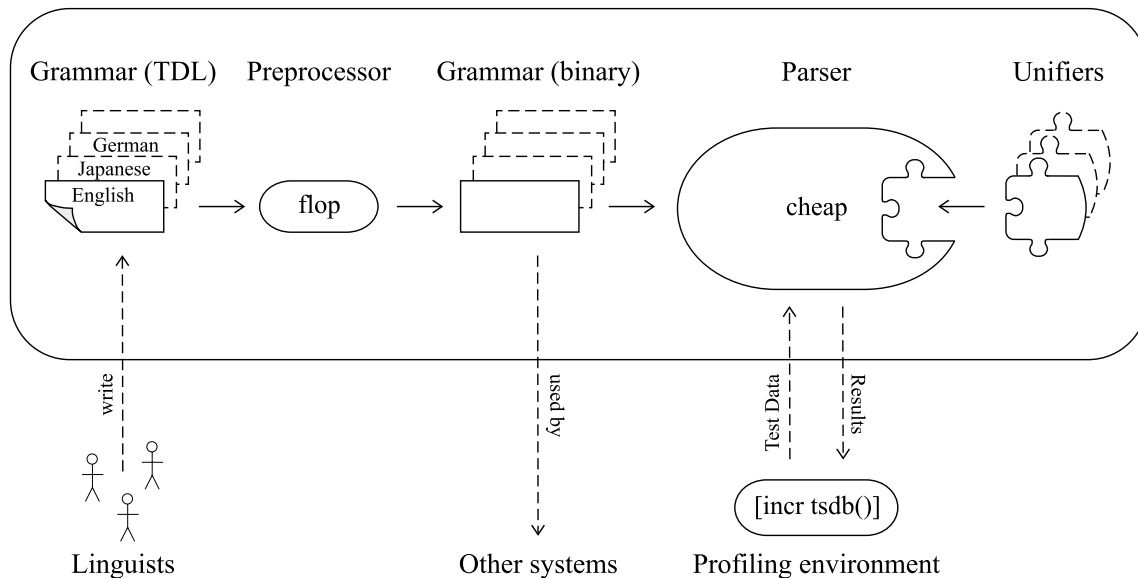 Grammar (TDL)
Preprocessor
Grammar (binary)
Parser
Unifiers
German
Japanese
English
flop
cheap
write
used by
Test Data
Results
[incr tsdb()]
Linguists
Other systems
Profiling environment